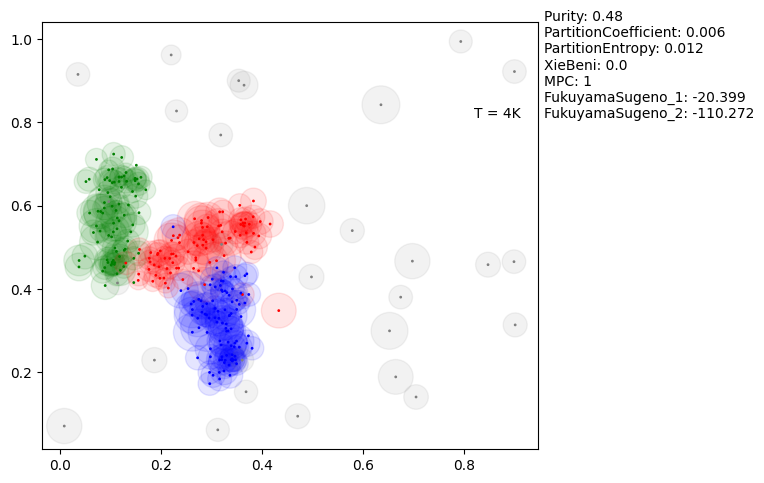 Purity: 0.48
PartitionCoefficient: 0.006
PartitionEntropy: 0.012
XieBeni: 0.0
MPC: 1
FukuyamaSugeno_1: -20.399
FukuyamaSugeno_2: -110.272
T = 4K
1.0
0.8
0.6
0.4
0.2
0.0 0.2 0.4 0.6 0.8